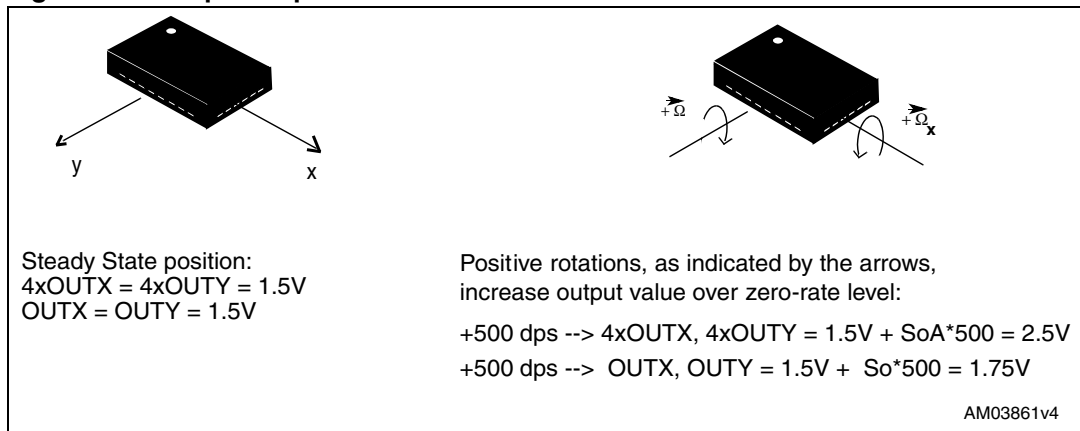 y
x
+Ω
+Ωx
Steady State position:
4xOUTX = 4xOUTY = 1.5V
OUTX = OUTY = 1.5V
Positive rotations, as indicated by the arrows,
increase output value over zero-rate level:
+500 dps --> 4xOUTX, 4xOUTY = 1.5V + SoA*500 = 2.5V
+500 dps --> OUTX, OUTY = 1.5V + So*500 = 1.75V
AM03861v4